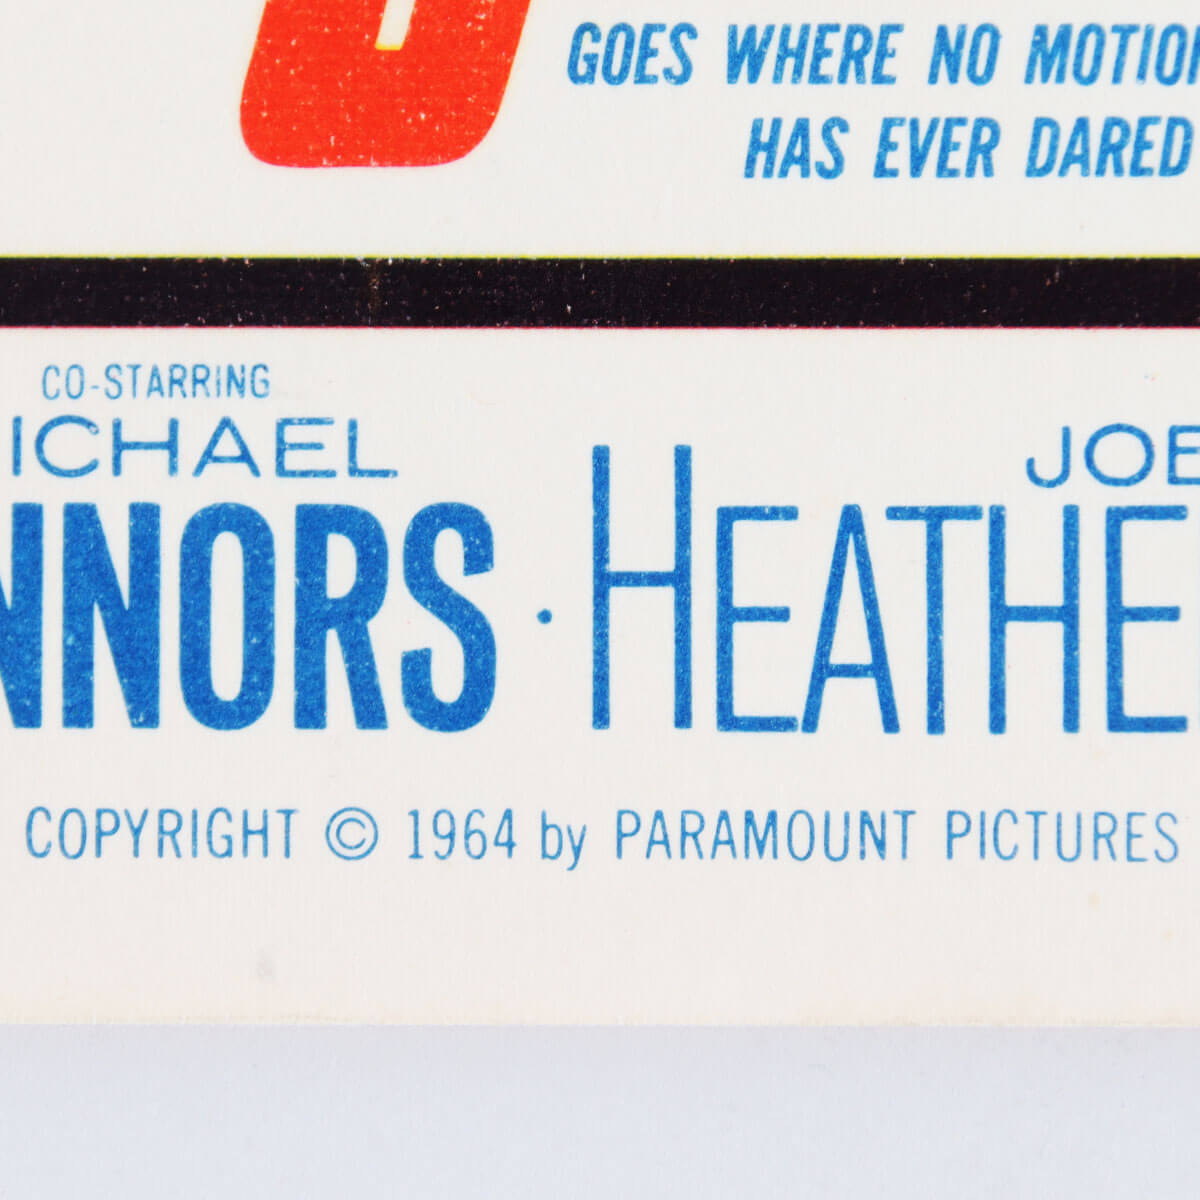 GOES WHERE NO MOTION
HAS EVER DARED
CO-STARRING
ICHAEL
NNORS · HEATHE
JOE
COPYRIGHT © 1964 by PARAMOUNT PICTURES